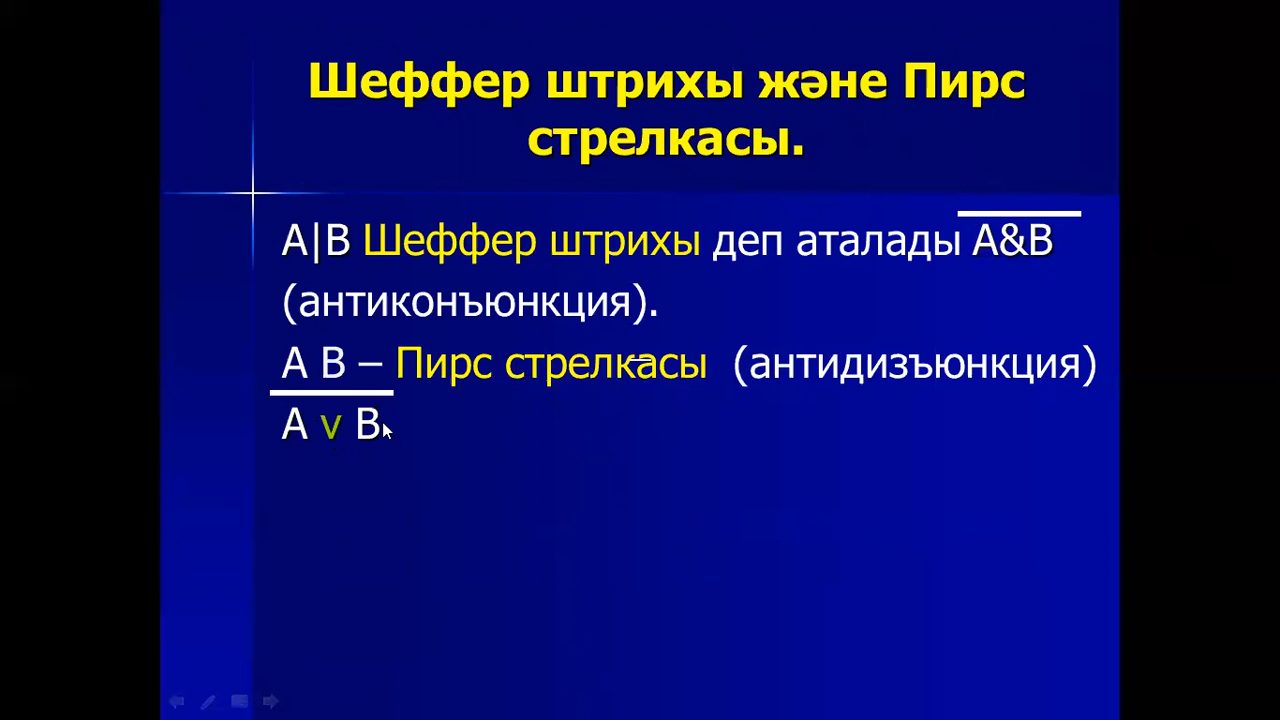 Шеффер штрихы және Пирс
стрелкасы.
A|B Шеффер штрихы деп аталады A&B
(антиконъюнкция).
A B – Пирс стрелкасы (антидизъюнкция)
A v B